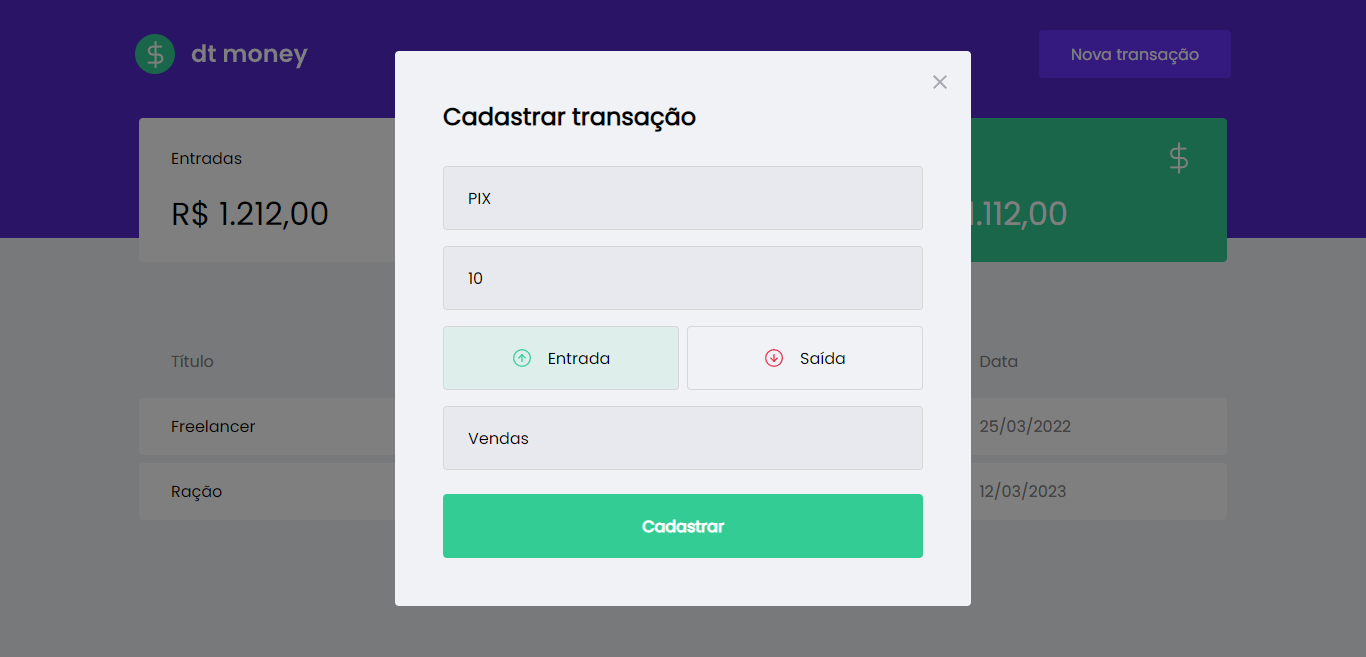 dt money
Nova transação
Cadastrar transação
Entradas
R$ 1.212,00
.112,00
PIX
10
Entrada
Saída
Vendas
Cadastrar
Título
Data
Freelancer
25/03/2022
Ração
12/03/2023